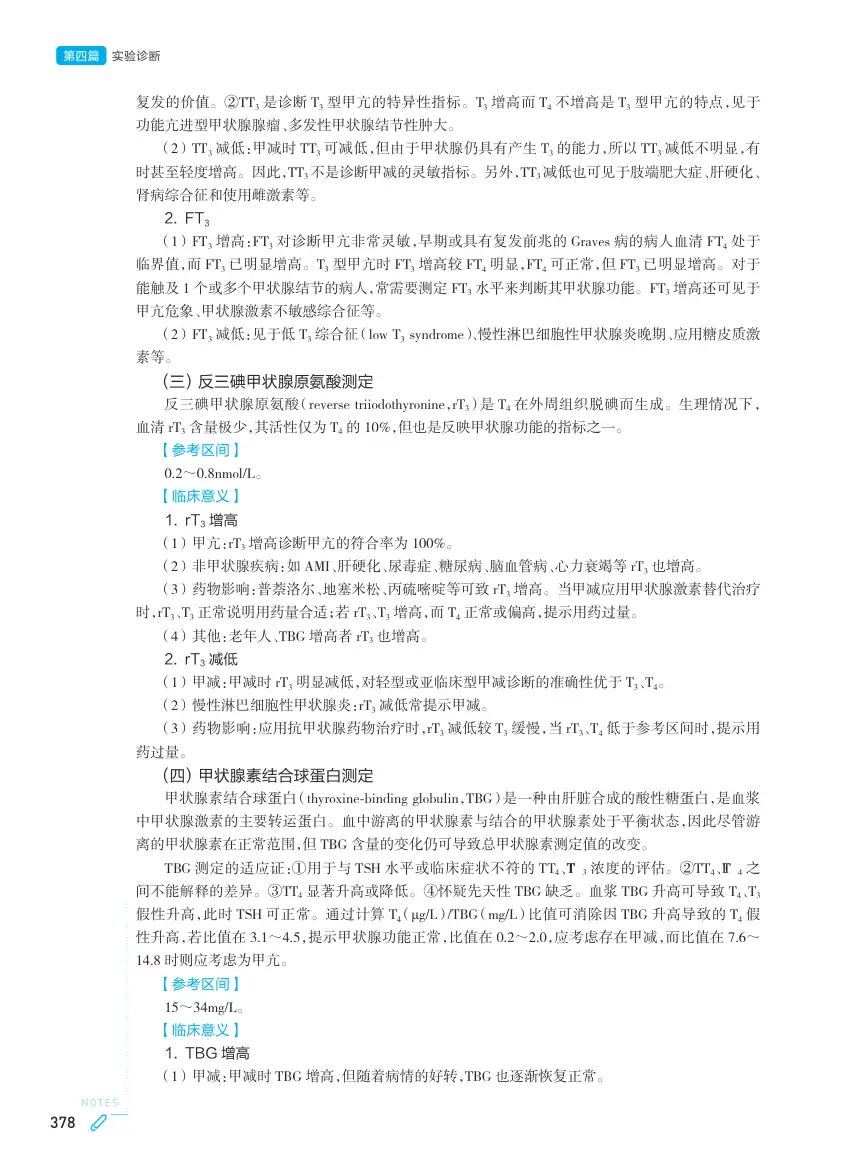 第四篇 实验诊断
复发的价值。②TT3 是诊断 T3 型甲亢的特异性指标。T3 增高而 T4 不增高是 T3 型甲亢的特点,见于
功能亢进型甲状腺腺瘤、多发性甲状腺结节性肿大。
(2)TT3 减低:甲减时 TT3 可减低,但由于甲状腺仍具有产生 T3 的能力,所以 TT3 减低不明显,有
时甚至轻度增高。因此,TT3 不是诊断甲减的灵敏指标。另外,TT3 减低也可见于肢端肥大症、肝硬化、
肾病综合征和使用雌激素等。
2. FT3
(1)FT3 增高:FT3 对诊断甲亢非常灵敏,早期或具有复发前兆的 Graves 病的病人血清 FT4 处于
临界值,而 FT3 已明显增高。T3 型甲亢时 FT3 增高较 FT4 明显,FT4 可正常,但 FT3 已明显增高。对于
能触及 1 个或多个甲状腺结节的病人,常需要测定 FT3 水平来判断其甲状腺功能。FT3 增高还可见于
甲亢危象、甲状腺激素不敏感综合征等。
(2)FT3 减低:见于低 T3 综合征(low T3 syndrome)、慢性淋巴细胞性甲状腺炎晚期、应用糖皮质激
素等。
(三)反三碘甲状腺原氨酸测定
反三碘甲状腺原氨酸(reverse triiodothyronine,rT3)是 T4 在外周组织脱碘而生成。生理情况下,
血清 rT3 含量极少,其活性仅为 T4 的 10%,但也是反映甲状腺功能的指标之一。
【参考区间】
0.2～0.8nmol/L。
【临床意义】
1. rT3 增高
(1)甲亢:rT3 增高诊断甲亢的符合率为 100%。
(2)非甲状腺疾病:如 AMI、肝硬化、尿毒症、糖尿病、脑血管病、心力衰竭等 rT3 也增高。
(3)药物影响:普萘洛尔、地塞米松、丙硫嘧啶等可致 rT3 增高。当甲减应用甲状腺激素替代治疗
时,rT3、T3 正常说明用药量合适;若 rT3、T3 增高,而 T4 正常或偏高,提示用药过量。
(4)其他:老年人、TBG 增高者 rT3 也增高。
2. rT3 减低
(1)甲减:甲减时 rT3 明显减低,对轻型或亚临床型甲减诊断的准确性优于 T3、T4。
(2)慢性淋巴细胞性甲状腺炎:rT3 减低常提示甲减。
(3)药物影响:应用抗甲状腺药物治疗时,rT3 减低较 T3 缓慢,当 rT3、T4 低于参考区间时,提示用
药过量。
(四)甲状腺素结合球蛋白测定
甲状腺素结合球蛋白(thyroxine-binding globulin,TBG)是一种由肝脏合成的酸性糖蛋白,是血浆
中甲状腺激素的主要转运蛋白。血中游离的甲状腺素与结合的甲状腺素处于平衡状态,因此尽管游
离的甲状腺素在正常范围,但 TBG 含量的变化仍可导致总甲状腺素测定值的改变。
TBG 测定的适应证:①用于与 TSH 水平或临床症状不符的 TT4、 3 浓度的评估。②TT4、 4 之
间不能解释的差异。③TT4 显著升高或降低。④怀疑先天性 TBG 缺乏。血浆 TBG 升高可导致 T4、T3
假性升高,此时 TSH 可正常。通过计算 T4(μg/L)/TBG(mg/L)比值可消除因 TBG 升高导致的 T4 假
性升高,若比值在 3.1～4.5,提示甲状腺功能正常,比值在 0.2～2.0,应考虑存在甲减,而比值在 7.6～
14.8 时则应考虑为甲亢。
【参考区间】
15～34mg/L。
【临床意义】
1. TBG 增高
(1)甲减:甲减时 TBG 增高,但随着病情的好转,TBG 也逐渐恢复正常。
NOTES
378